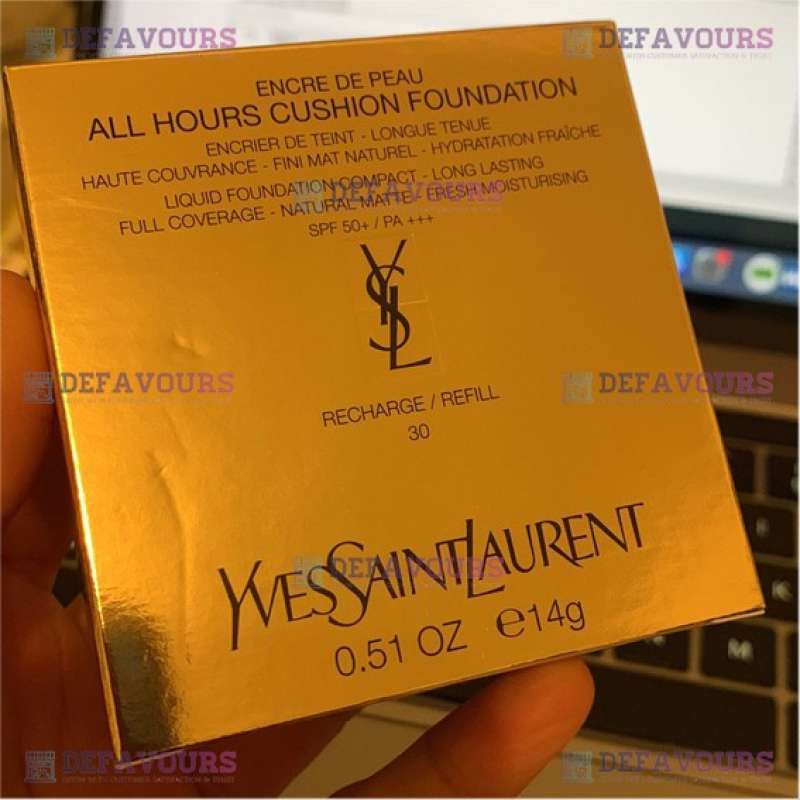 DEFAVOURS
DEFAVOURS
ENCRE DE PEAU
ALL HOURS CUSHION FOUNDATION
ENCRIER DE TEINT - LONGUE TENUE
HAUTE COUVRANCE - FINI MAT NATUREL - HYDRATATION FRAÎCHE
LIQUID FOUNDATION COMPACT - LONG LASTING
FULL COVERAGE - NATURAL MATTE - FRESH MOISTURISING
DEFAVOURS
SPF 50+ / PA +++
YSL
DEFAVOURS
DEFAVOURS
RECHARGE / REFILL
30
YVESSAINTLAURENT
DEFAVOURS
0.51 OZ e14g
K
M
DEFAVOURS
DEFAVOURS